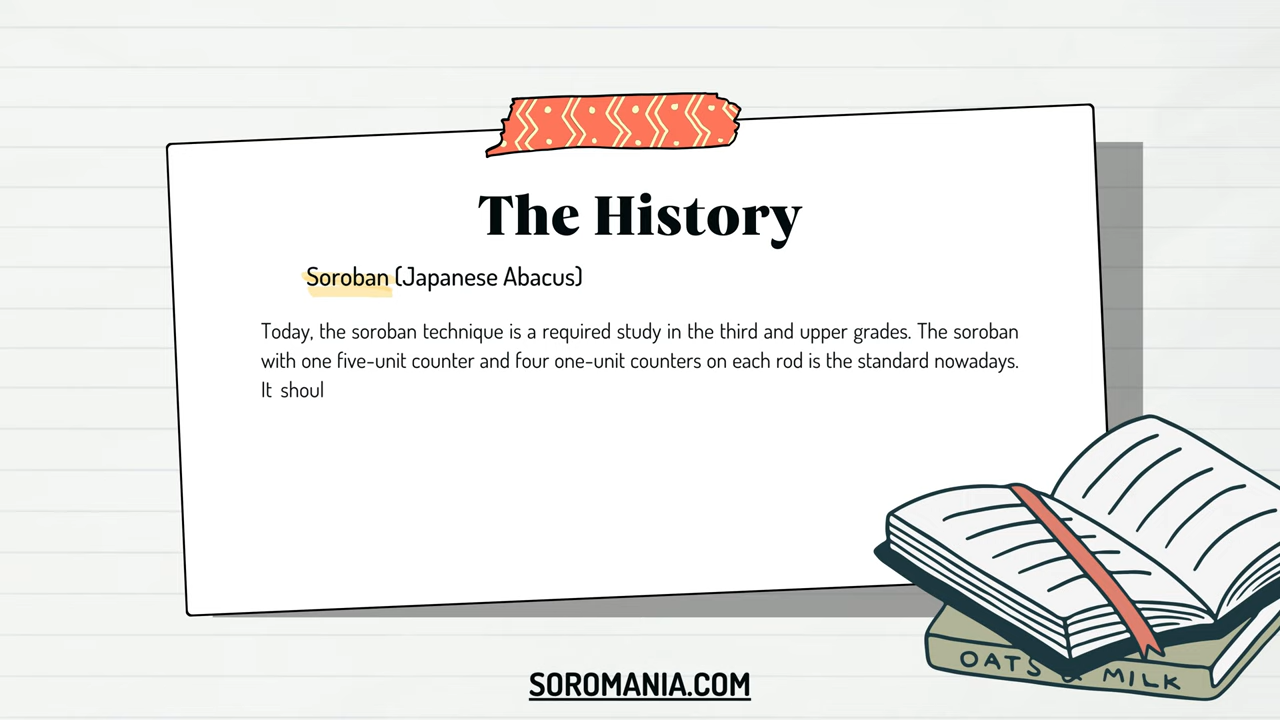 The History
Soroban (Japanese Abacus)
Today, the soroban technique is a required study in the third and upper grades. The soroban
with one five-unit counter and four one-unit counters on each rod is the standard nowadays.
It shoul
OATS & MILK
SOROMANIA.COM